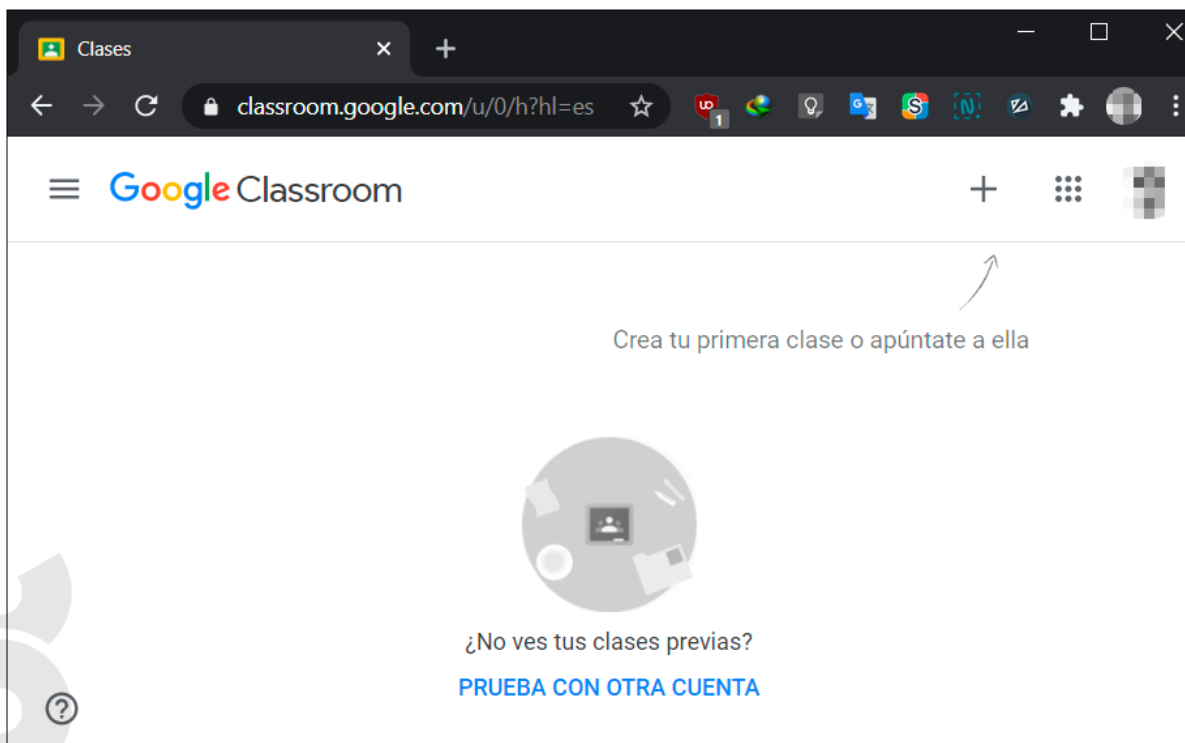 Clases
classroom.google.com/u/0/h?hl=es
1
Google Classroom
Crea tu primera clase o apúntate a ella
¿No ves tus clases previas?
PRUEBA CON OTRA CUENTA